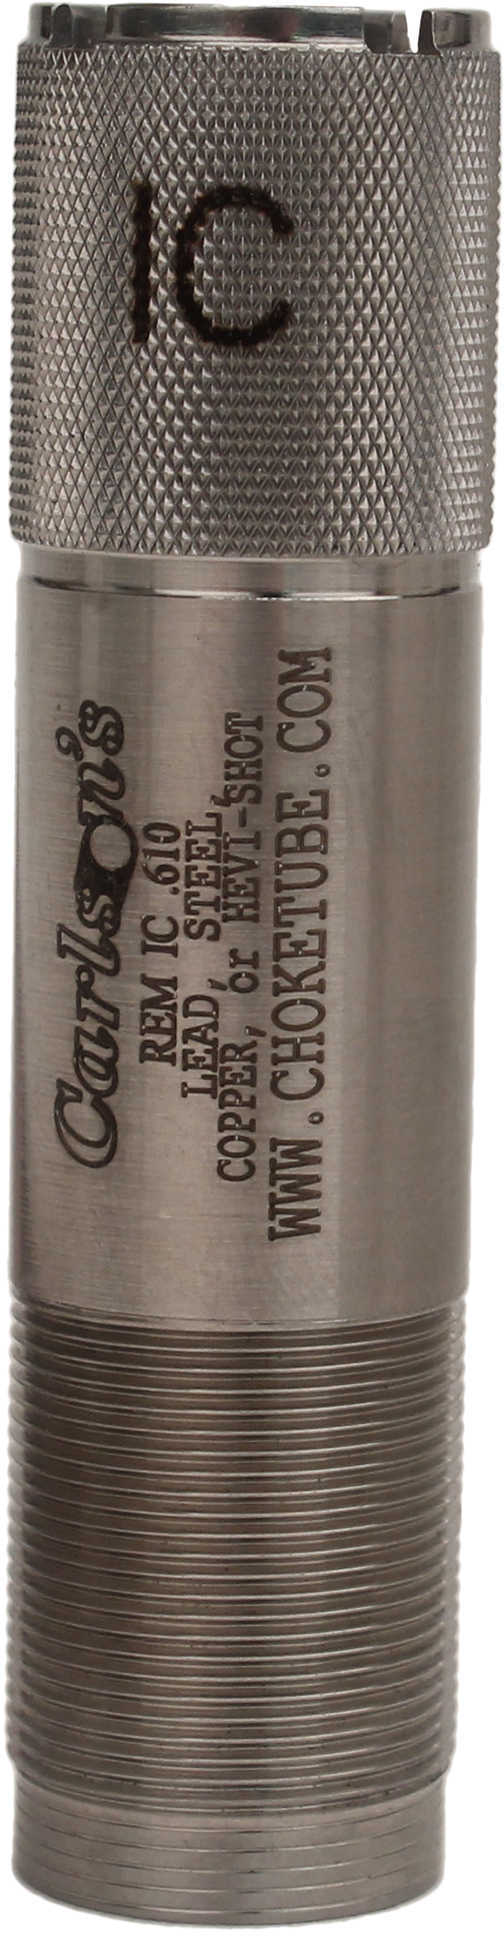 IC
Carlson's
REM IC .610
LEAD, STEEL,
COPPER, or HEVI-SHOT
WWW.CHOKETUBE.COM